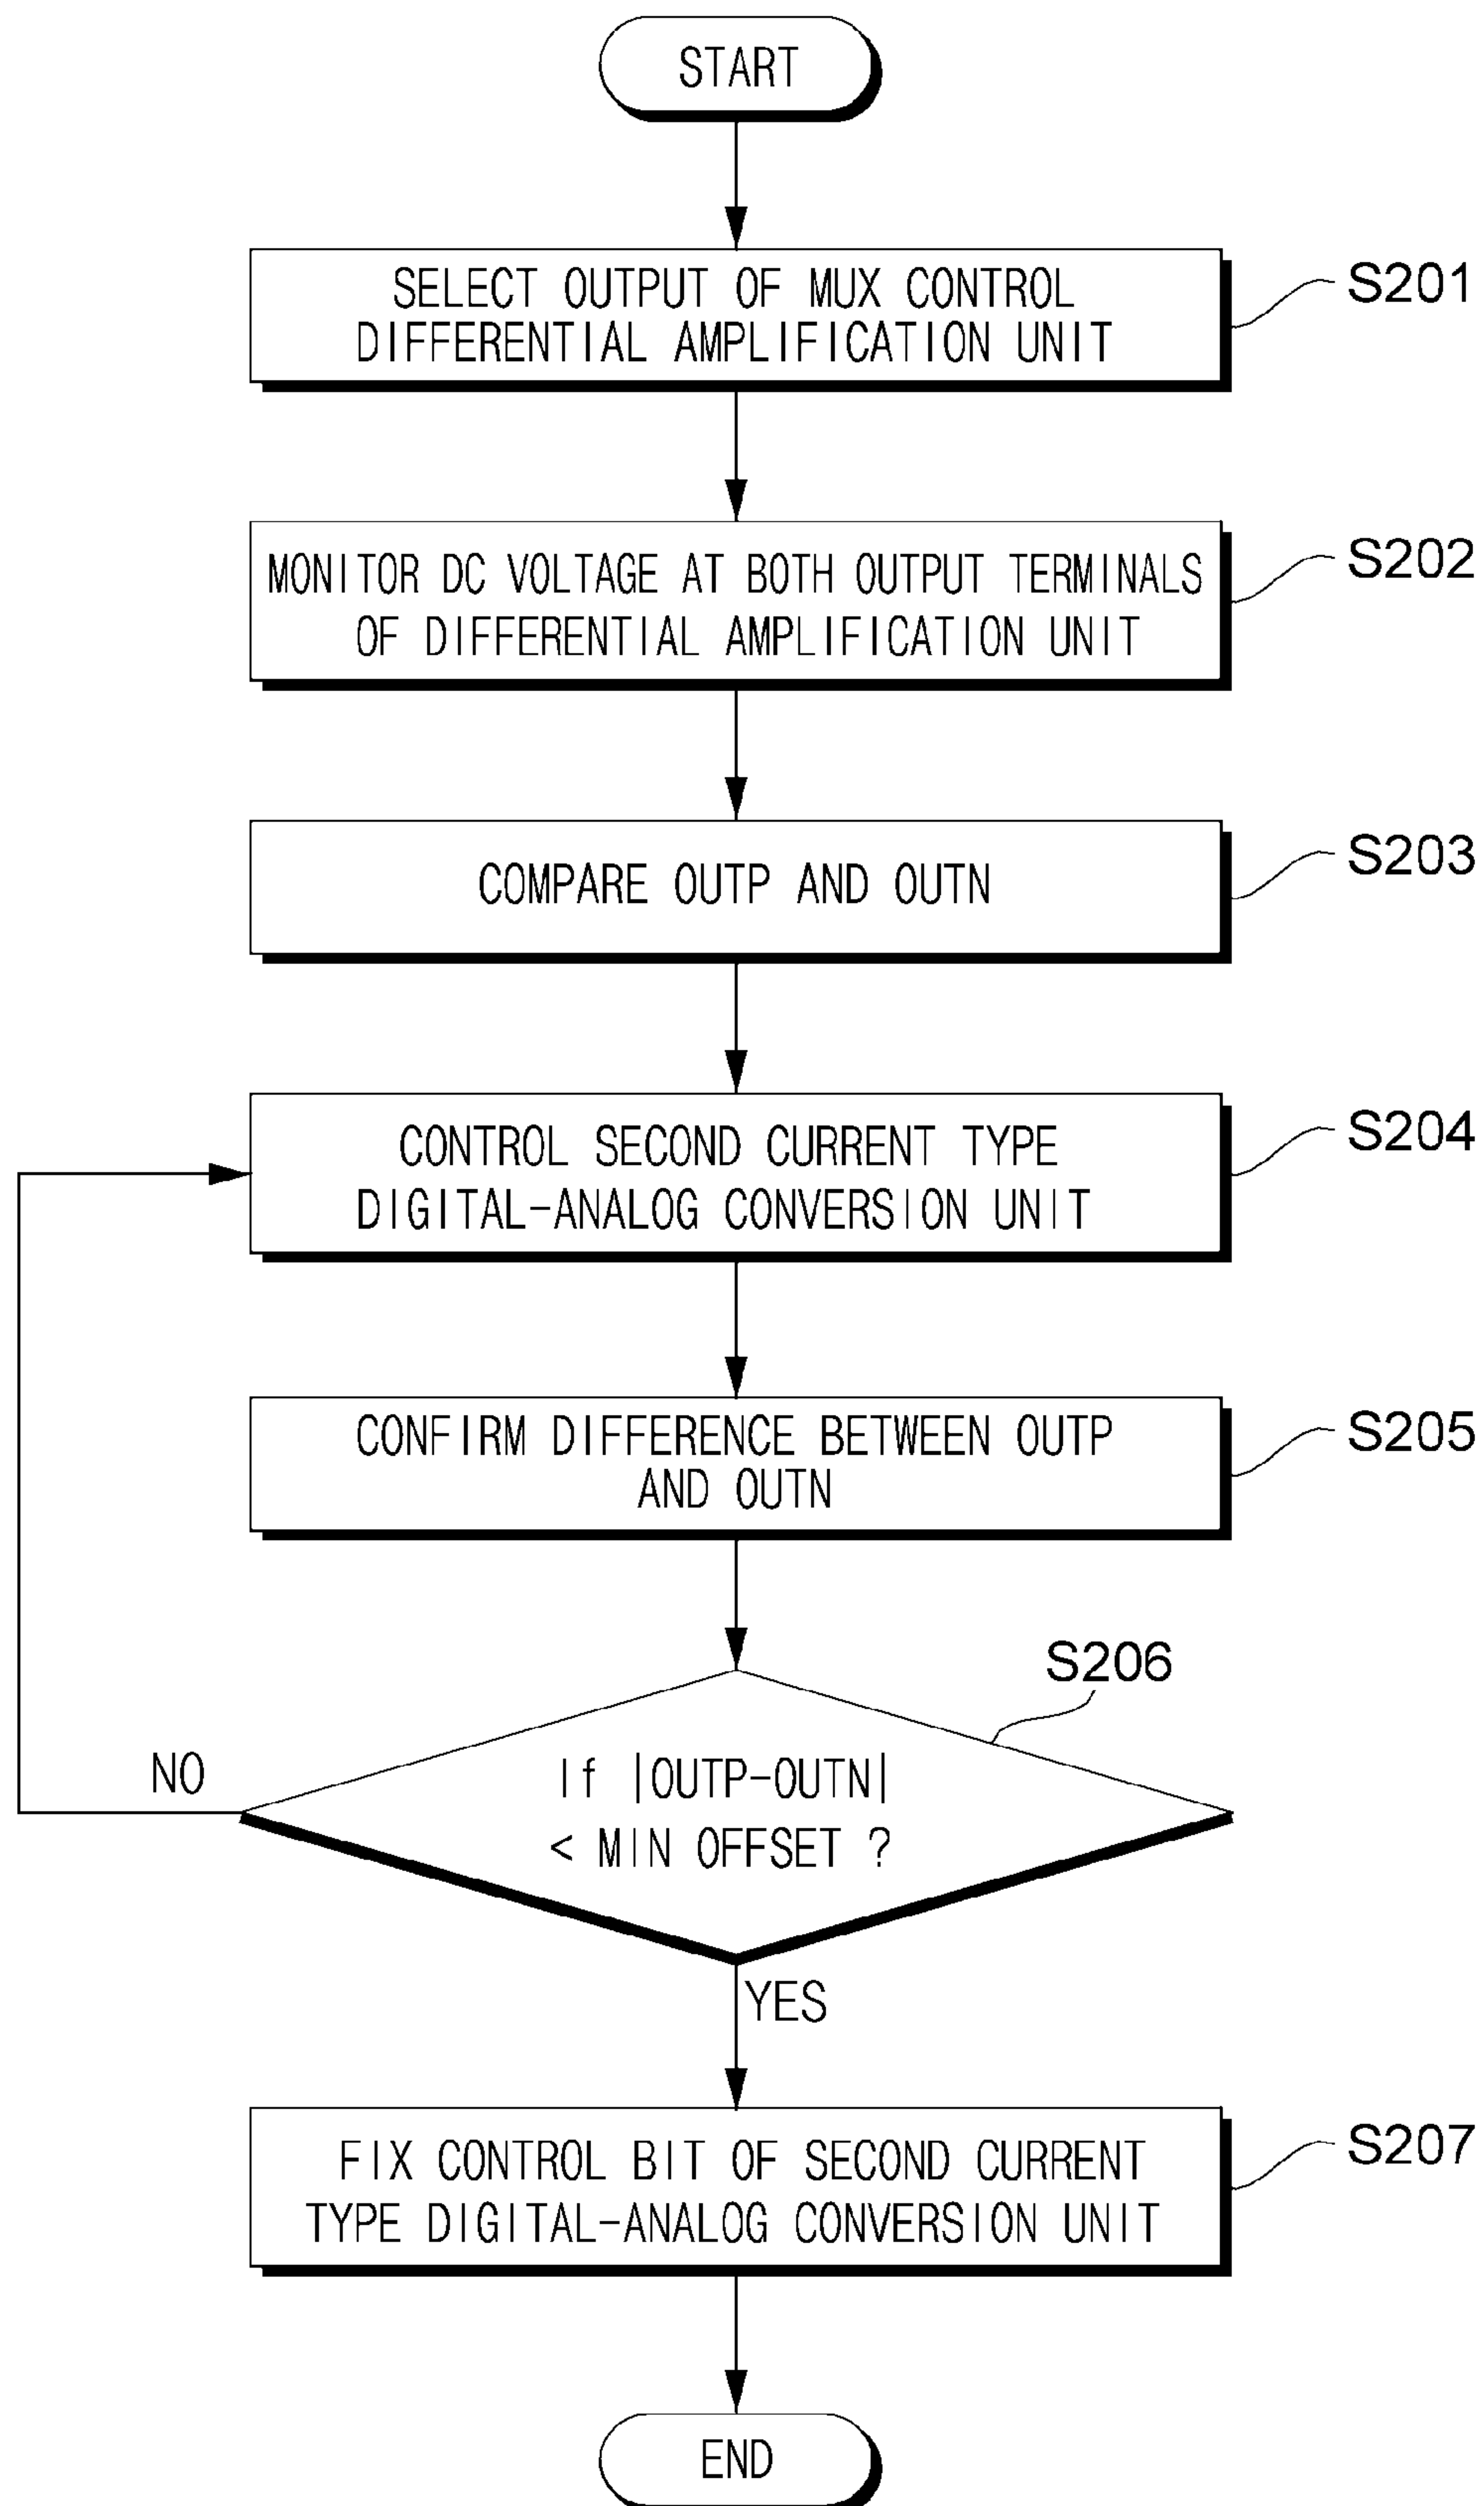 START
SELECT OUTPUT OF MUX CONTROL
DIFFERENTIAL AMPLIFICATION UNIT
S201
MONITOR DC VOLTAGE AT BOTH OUTPUT TERMINALS
OF DIFFERENTIAL AMPLIFICATION UNIT
S202
COMPARE OUTP AND OUTN
S203
CONTROL SECOND CURRENT TYPE
DIGITAL-ANALOG CONVERSION UNIT
S204
CONFIRM DIFFERENCE BETWEEN OUTP
AND OUTN
S205
S206
If |OUTP-OUTN|
< MIN OFFSET ?
NO
YES
FIX CONTROL BIT OF SECOND CURRENT
TYPE DIGITAL-ANALOG CONVERSION UNIT
S207
END